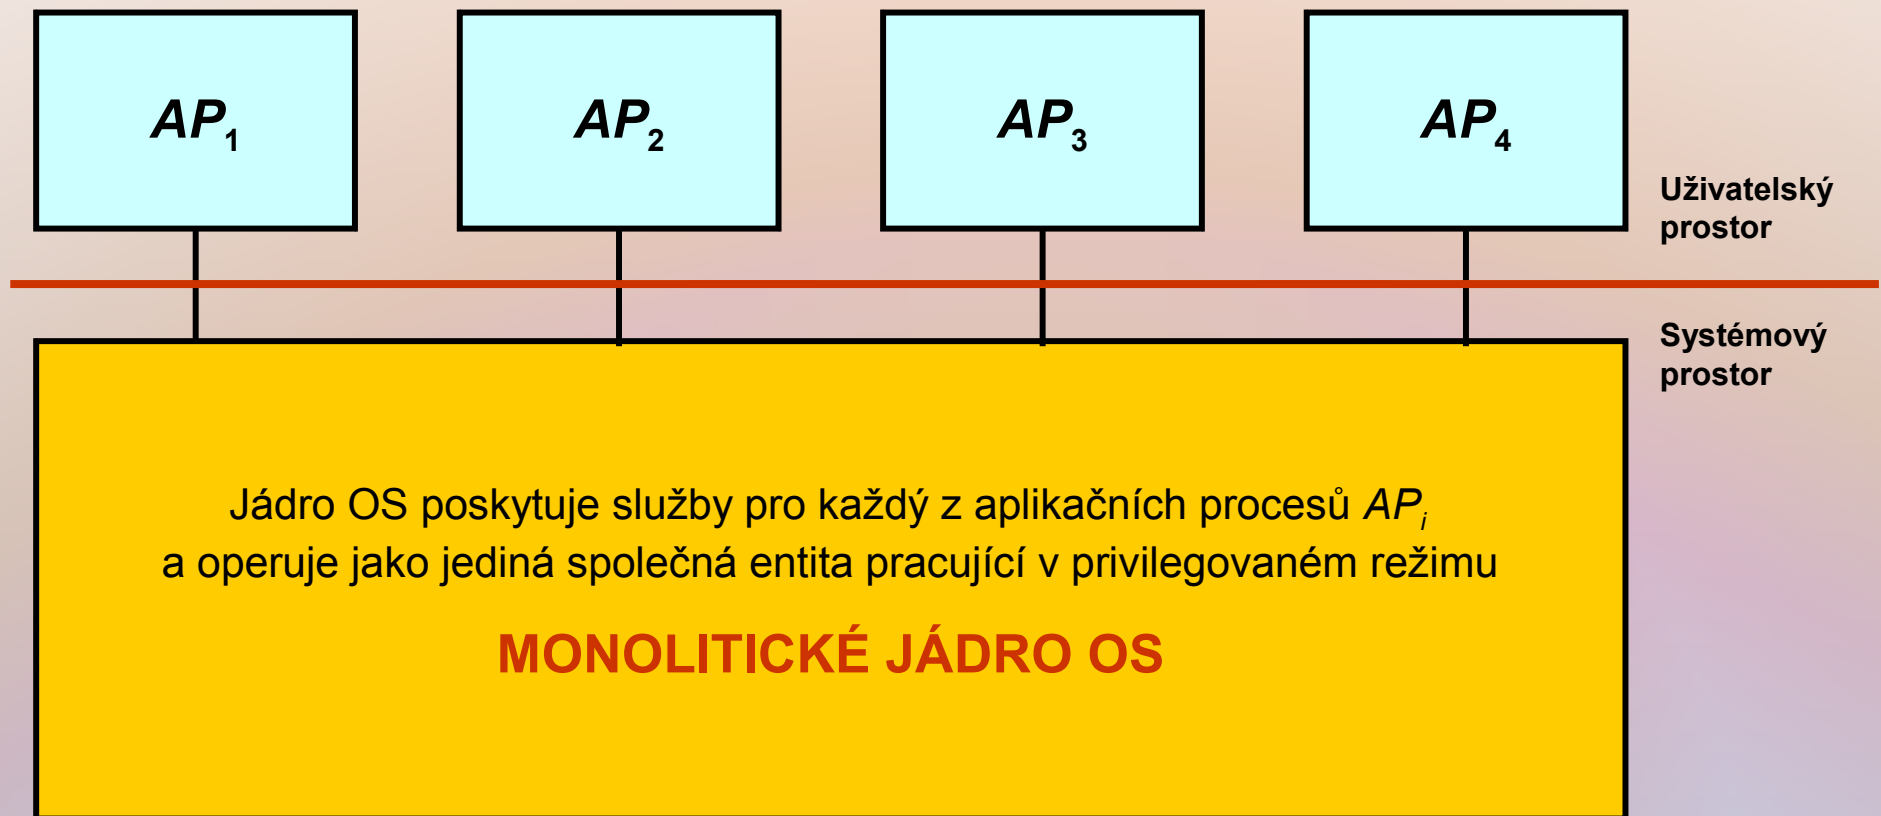 AP1
AP2
AP3
AP4
Uživatelský
prostor
Systémový
prostor
Jádro OS poskytuje služby pro každý z aplikačních procesů APi
a operuje jako jediná společná entita pracující v privilegovaném režimu
MONOLITICKÉ JÁDRO OS